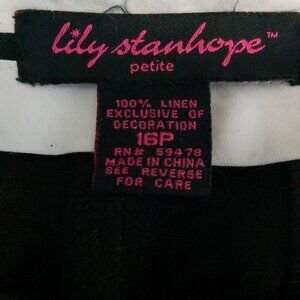 lily stanhope™
petite
100% LINEN
EXCLUSIVE OF
DECORATION
16P
RN# 59478
MADE IN CHINA
SEE REVERSE
FOR CARE